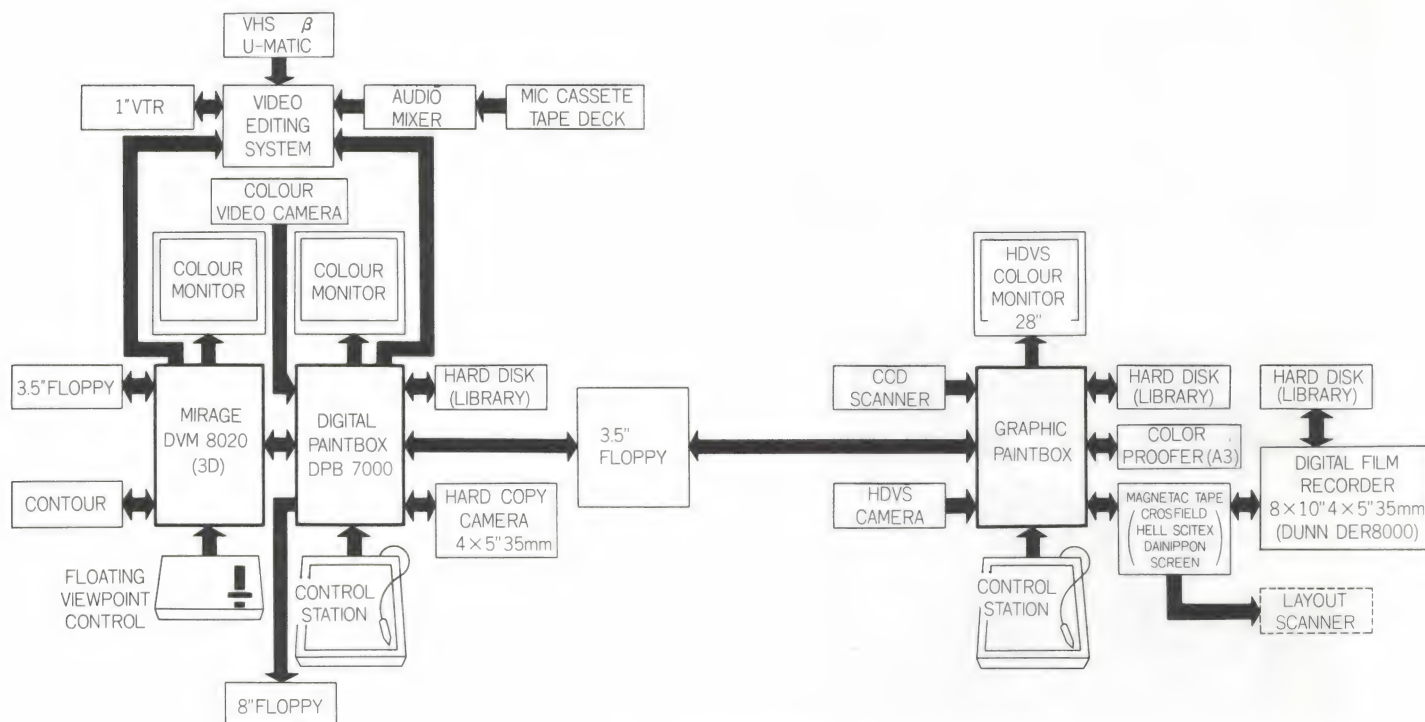 VHS β
U-MATIC
1"VTR
VIDEO
EDITING
SYSTEM
AUDIO
MIXER
MIC CASSETE
TAPE DECK
COLOUR
VIDEO CAMERA
COLOUR
MONITOR
COLOUR
MONITOR
3.5"FLOPPY
MIRAGE
DVM 8020
(3D)
DIGITAL
PAINTBOX
DPB 7000
HARD DISK
(LIBRARY)
CONTOUR
HARD COPY
CAMERA
4×5"35mm
FLOATING
VIEWPOINT
CONTROL
CONTROL
STATION
8"FLOPPY
3.5"
FLOPPY
HDVS
COLOUR
MONITOR
28"
CCD
SCANNER
GRAPHIC
PAINTBOX
HARD DISK
(LIBRARY)
HARD DISK
(LIBRARY)
COLOR
PROOFER(A3)
HDVS
CAMERA
MAGNETAC TAPE
(CROSFIELD
HELL SCITEX
DAINIPPON
SCREEN)
DIGITAL FILM
RECORDER
8×10"4×5"35mm
(DUNN DER8000)
CONTROL
STATION
LAYOUT
SCANNER